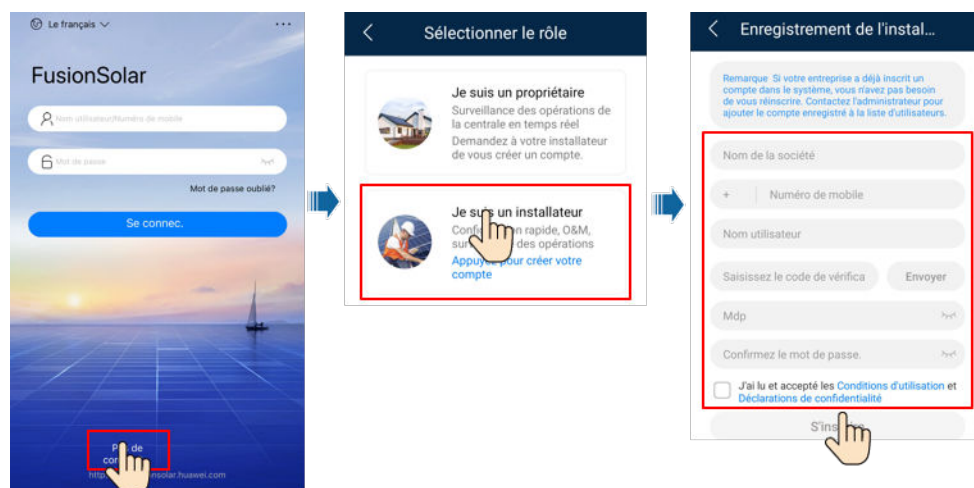 Le français
FusionSolar
Nom utilisateur/Numéro de mobile
Mot de passe
Mot de passe oublié?
Se connec.
de
Sélectionner le rôle
Je suis un propriétaire
Surveillance des opérations de
la centrale en temps réel
Demandez à votre installateur
de vous créer un compte.
Je suis un installateur
rapide, O&M,
des opérations
pour créer votre
compte
Enregistrement de l'instal...
Remarque Si votre entreprise a déjà inscrit un
compte dans le système, vous n'avez pas besoin
de vous réinscrire. Contactez l'administrateur pour
ajouter le compte enregistré à la liste d'utilisateurs.
Nom de la société
+ Numéro de mobile
Nom utilisateur
Saisissez le code de vérifica Envoyer
Mdp
Confirmez le mot de passe.
J'ai lu et accepté les Conditions d'utilisation et
Déclarations de confidentialité